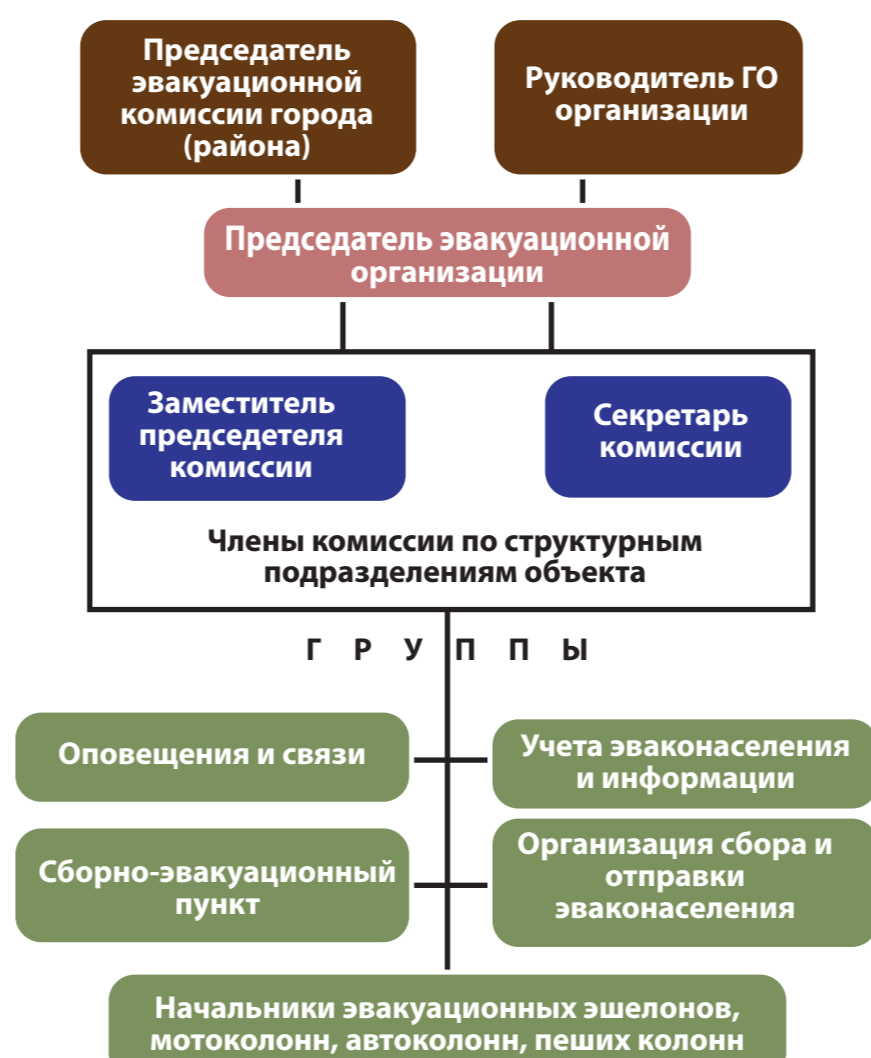 Председатель
эвакуационной
комиссии города
(района)
Руководитель ГО
организации
Председатель эвакуационной
организации
Заместитель
председетеля
комиссии
Секретарь
комиссии
Члены комиссии по структурным
подразделениям объекта
Г Р У П П Ы
Оповещения и связи
Учета эваконаселения
и информации
Сборно-эвакуационный
пункт
Организация сбора и
отправки
эваконаселения
Начальники эвакуационных эшелонов,
мотоколонн, автоколонн, пеших колонн